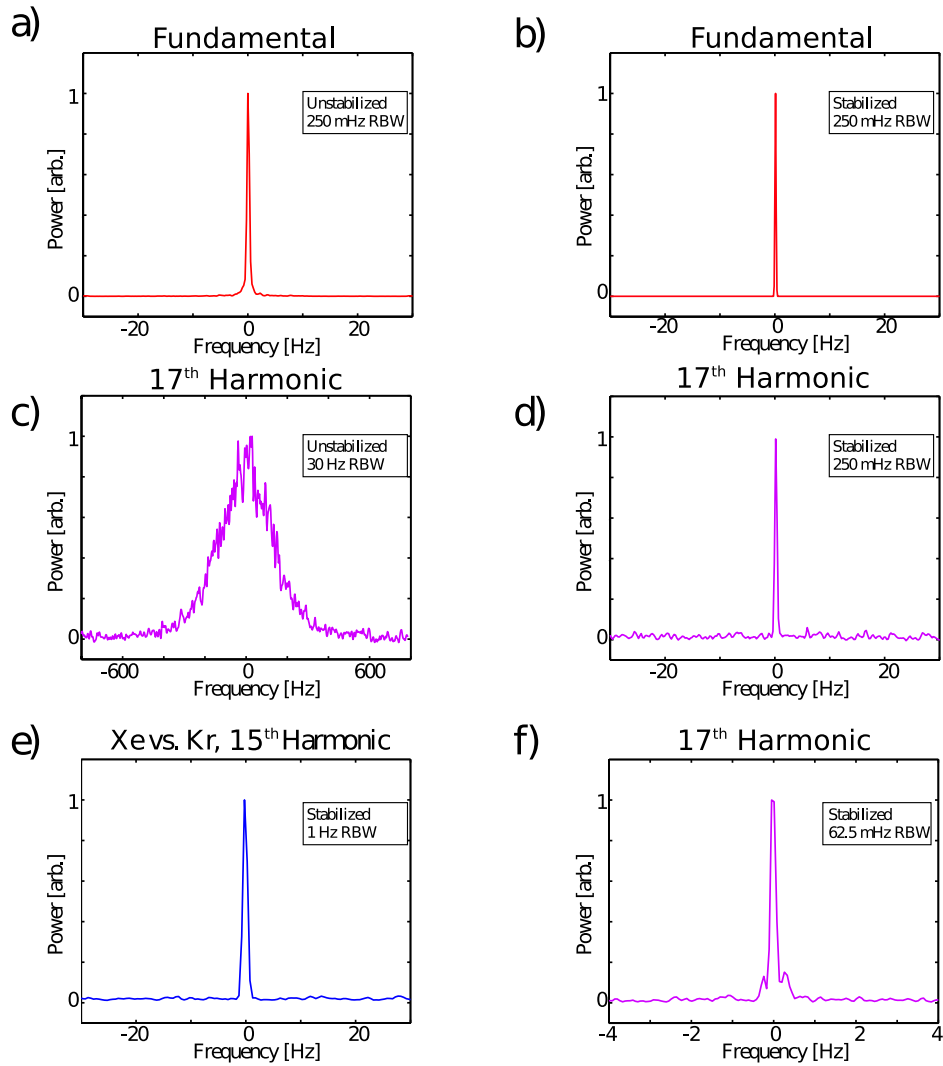 a)
Fundamental
Unstabilized
250 mHz RBW
1
0
Power [arb.]
-20 0 20
Frequency [Hz]
b)
Fundamental
Stabilized
250 mHz RBW
1
0
Power [arb.]
-20 0 20
Frequency [Hz]
c)
17th Harmonic
Unstabilized
30 Hz RBW
1
0
Power [arb.]
-600 0 600
Frequency [Hz]
d)
17th Harmonic
Stabilized
250 mHz RBW
1
0
Power [arb.]
-20 0 20
Frequency [Hz]
e)
Xe vs. Kr, 15th Harmonic
Stabilized
1 Hz RBW
1
0
Power [arb.]
-20 0 20
Frequency [Hz]
f)
17th Harmonic
Stabilized
62.5 mHz RBW
1
0
Power [arb.]
-4 -2 0 2 4
Frequency [Hz]